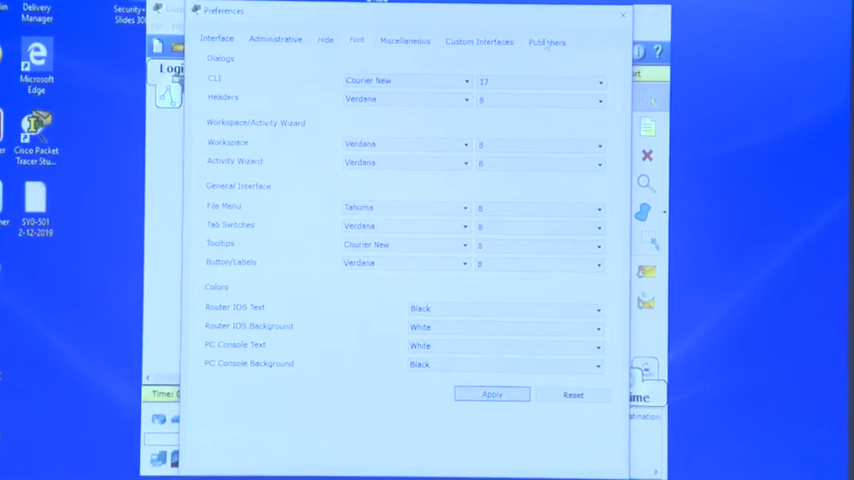 Delivery
Manager
Security+
Slides 30
Preferences
Interface Administrative Hide Font Miscellaneous Custom Interfaces Publishers
Dialogs
CLI Courier New 17
Headers Verdana 8
Workspace/Activity Wizard
Workspace Verdana 8
Activity Wizard Verdana 8
General Interface
File Menu Tahoma 8
Tab Switches Verdana 8
Tooltips Courier New 8
Button/Labels Verdana 8
Colors
Router IOS Text Black
Router IOS Background White
PC Console Text White
PC Console Background Black
Apply Reset
Microsoft
Edge
Cisco Packet
Tracer Stu...
SY0-501
2-12-2019
Logi
Time:
ime